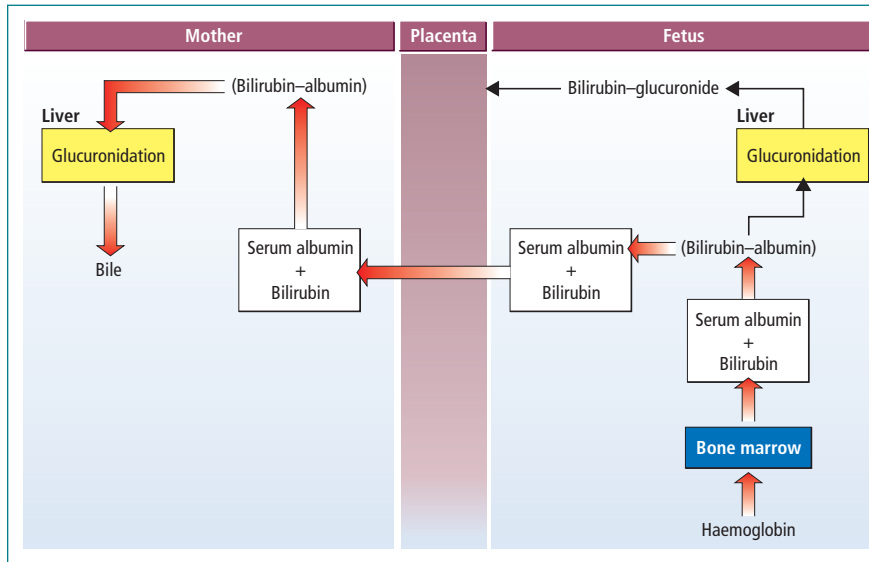 Mother
Placenta
Fetus
(Bilirubin–albumin)
Liver
Glucuronidation
Bile
Serum albumin
+
Bilirubin
Bilirubin–glucuronide
Liver
Glucuronidation
(Bilirubin–albumin)
Serum albumin
+
Bilirubin
Serum albumin
+
Bilirubin
Bone marrow
Haemoglobin